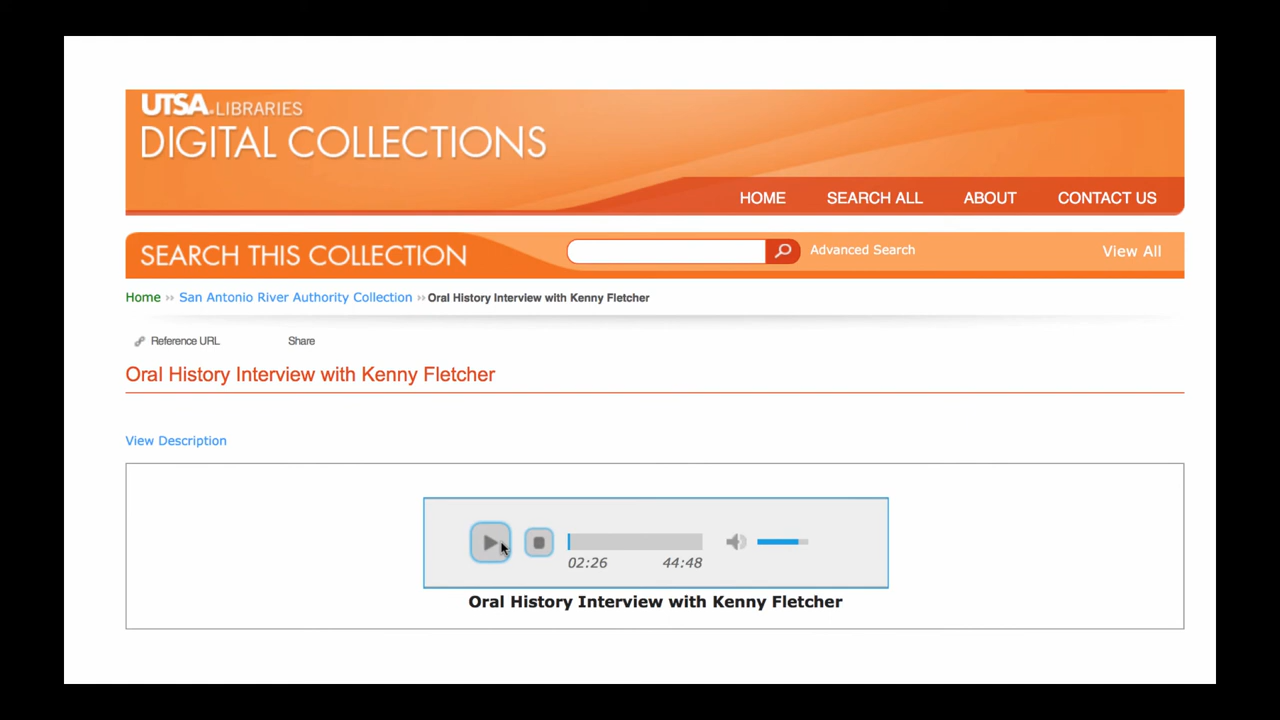 UTSA LIBRARIES
DIGITAL COLLECTIONS
HOME SEARCH ALL ABOUT CONTACT US
SEARCH THIS COLLECTION Advanced Search View All
Home »» San Antonio River Authority Collection »» Oral History Interview with Kenny Fletcher
Reference URL Share
Oral History Interview with Kenny Fletcher
View Description
02:26 44:48
Oral History Interview with Kenny Fletcher